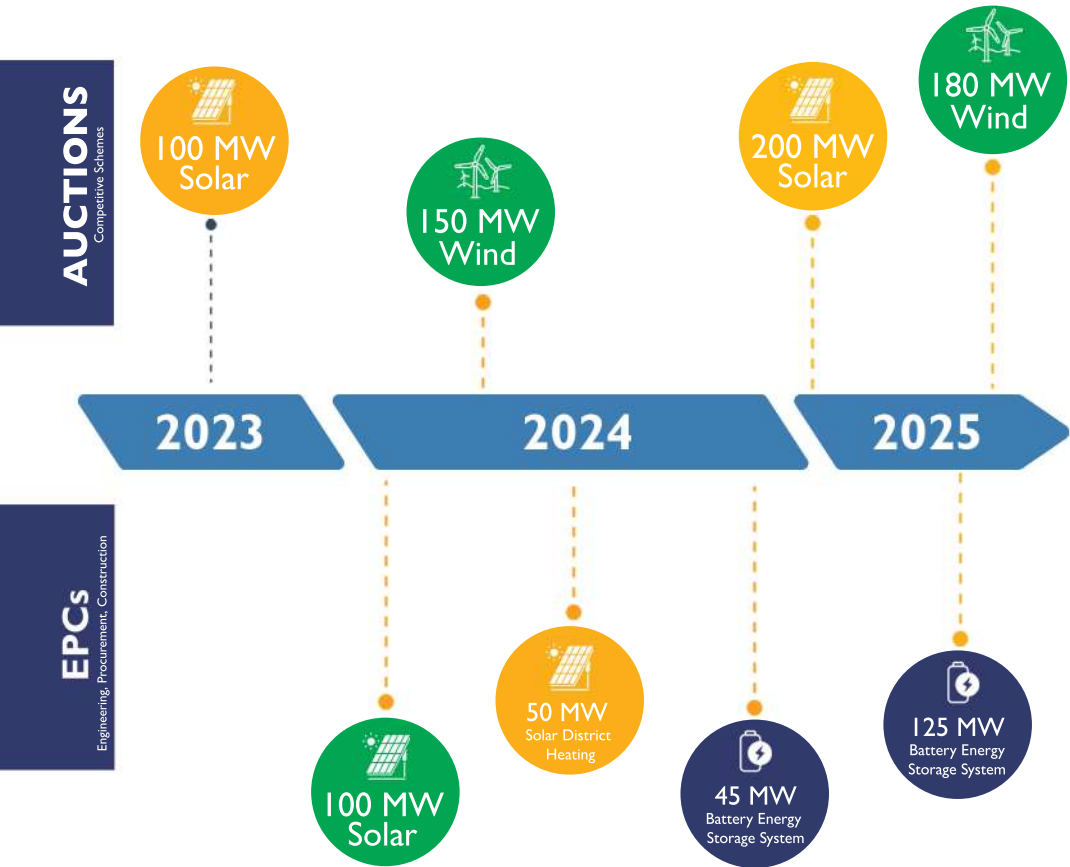 AUCTIONS
Competitive Schemes
100 MW
Solar
150 MW
Wind
200 MW
Solar
180 MW
Wind
2023
2024
2025
EPCs
Engineering, Procurement, Construction
100 MW
Solar
50 MW
Solar District
Heating
45 MW
Battery Energy
Storage System
125 MW
Battery Energy
Storage System